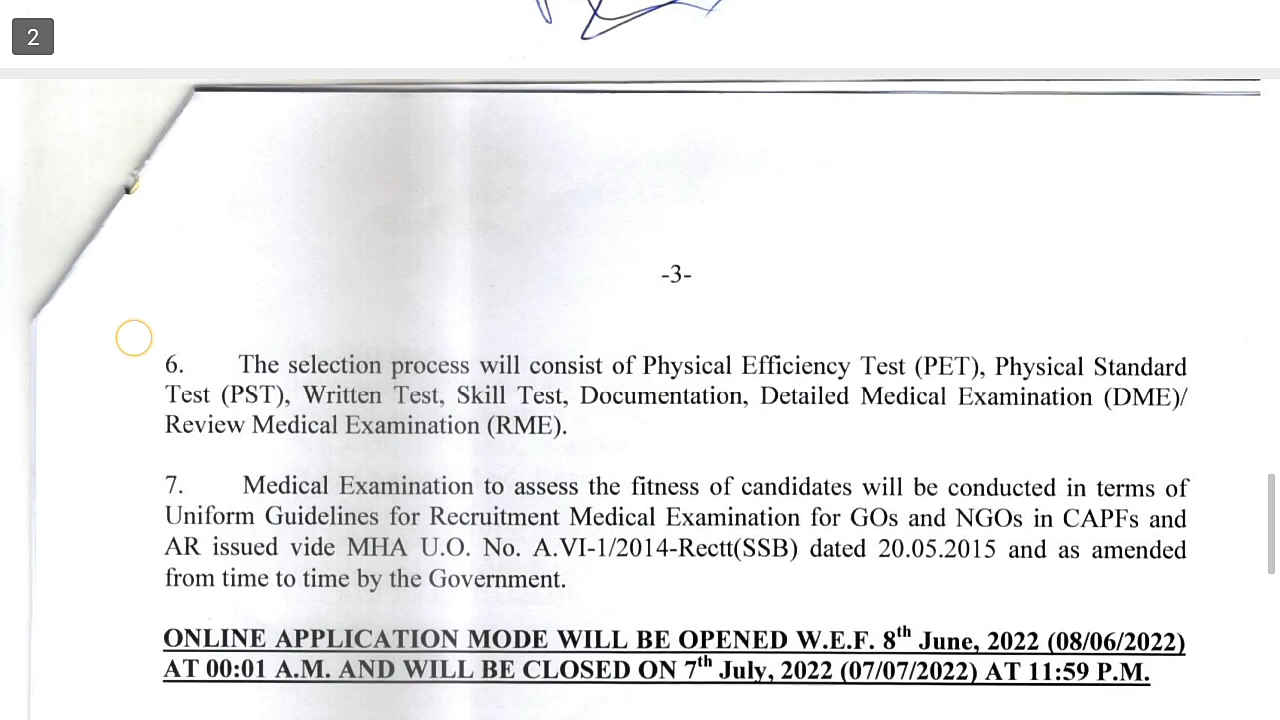 2
-3-
6. The selection process will consist of Physical Efficiency Test (PET), Physical Standard
Test (PST), Written Test, Skill Test, Documentation, Detailed Medical Examination (DME)/
Review Medical Examination (RME).
7. Medical Examination to assess the fitness of candidates will be conducted in terms of
Uniform Guidelines for Recruitment Medical Examination for GOs and NGOs in CAPFs and
AR issued vide MHA U.O. No. A.VI-1/2014-Rectt(SSB) dated 20.05.2015 and as amended
from time to time by the Government.
ONLINE APPLICATION MODE WILL BE OPENED W.E.F. 8th June, 2022 (08/06/2022)
AT 00:01 A.M. AND WILL BE CLOSED ON 7th July, 2022 (07/07/2022) AT 11:59 P.M.